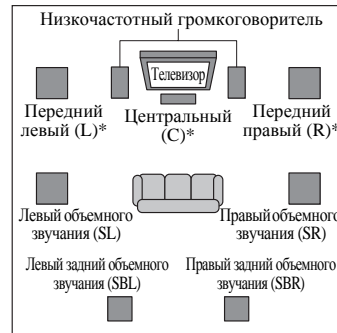 Низкочастотный громкоговоритель
Телевизор
Передний
левый (L)*
Центральный
(C)*
Передний
правый (R)*
Левый объемного
звучания (SL)
Правый объемного
звучания (SR)
Левый задний объемного
звучания (SBL)
Правый задний объемного
звучания (SBR)